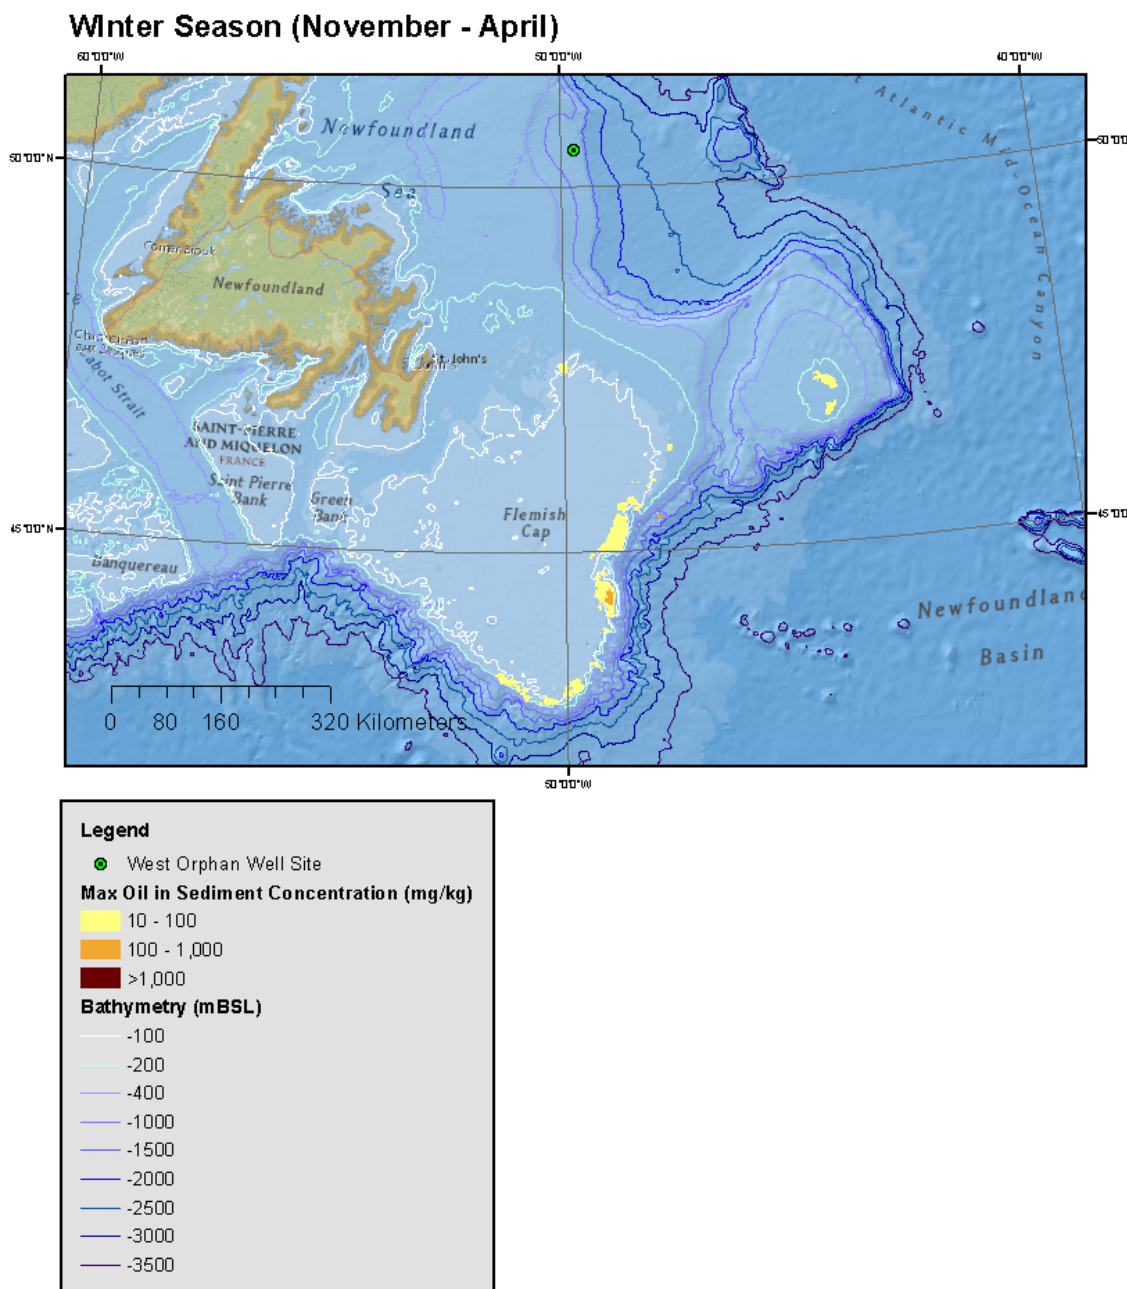 WInter Season (November - April)
60°0'0"W
50°0'0"W
40°0'0"W
Newfoundland
Sea
50°0'0"N
Atlantic Mid-Ocean Canyon
Corner Brook
Newfoundland
Cabot Strait
St. John's
SAINT-PIERRE
AND MIQUELON
FRANCE
Saint Pierre
Bank
Green
Bank
Flemish
Cap
45°0'0"N
45°0'0"W
Banquereau
Newfoundland
Basin
0 80 160 320 Kilometers
50°0'0"W
Legend
West Orphan Well Site
Max Oil in Sediment Concentration (mg/kg)
10 - 100
100 - 1,000
>1,000
Bathymetry (mBSL)
-100
-200
-400
-1000
-1500
-2000
-2500
-3000
-3500